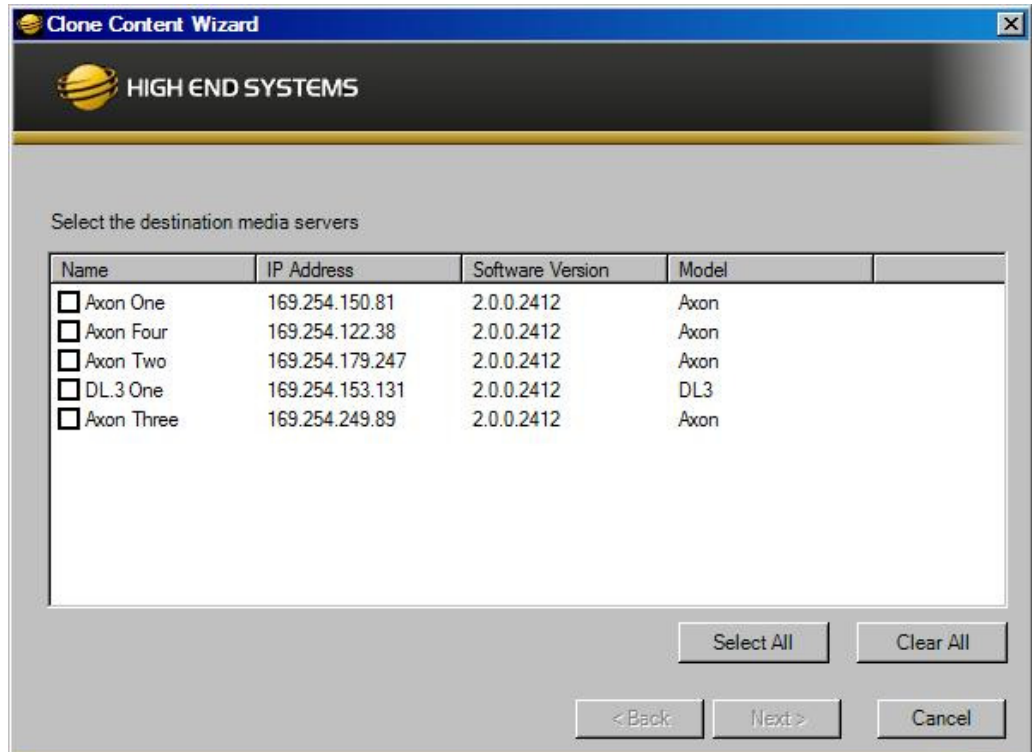 Clone Content Wizard
HIGH END SYSTEMS
Select the destination media servers
Name IP Address Software Version Model
Axon One 169.254.150.81 2.0.0.2412 Axon
Axon Four 169.254.122.38 2.0.0.2412 Axon
Axon Two 169.254.179.247 2.0.0.2412 Axon
DL.3 One 169.254.153.131 2.0.0.2412 DL3
Axon Three 169.254.249.89 2.0.0.2412 Axon
Select All Clear All
< Back Next > Cancel